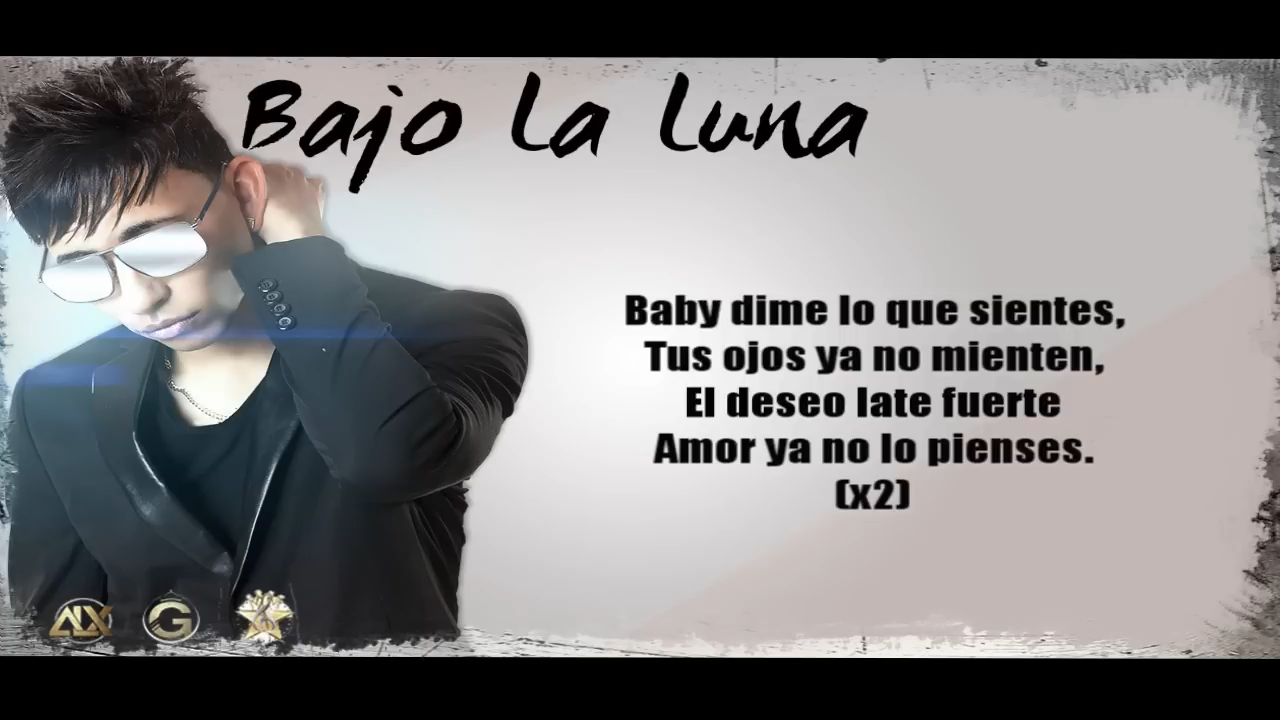 Bajo La Luna
Baby dime lo que sientes,
Tus ojos ya no mienten,
El deseo late fuerte
Amor ya no lo pienses.
(x2)
ALX
G